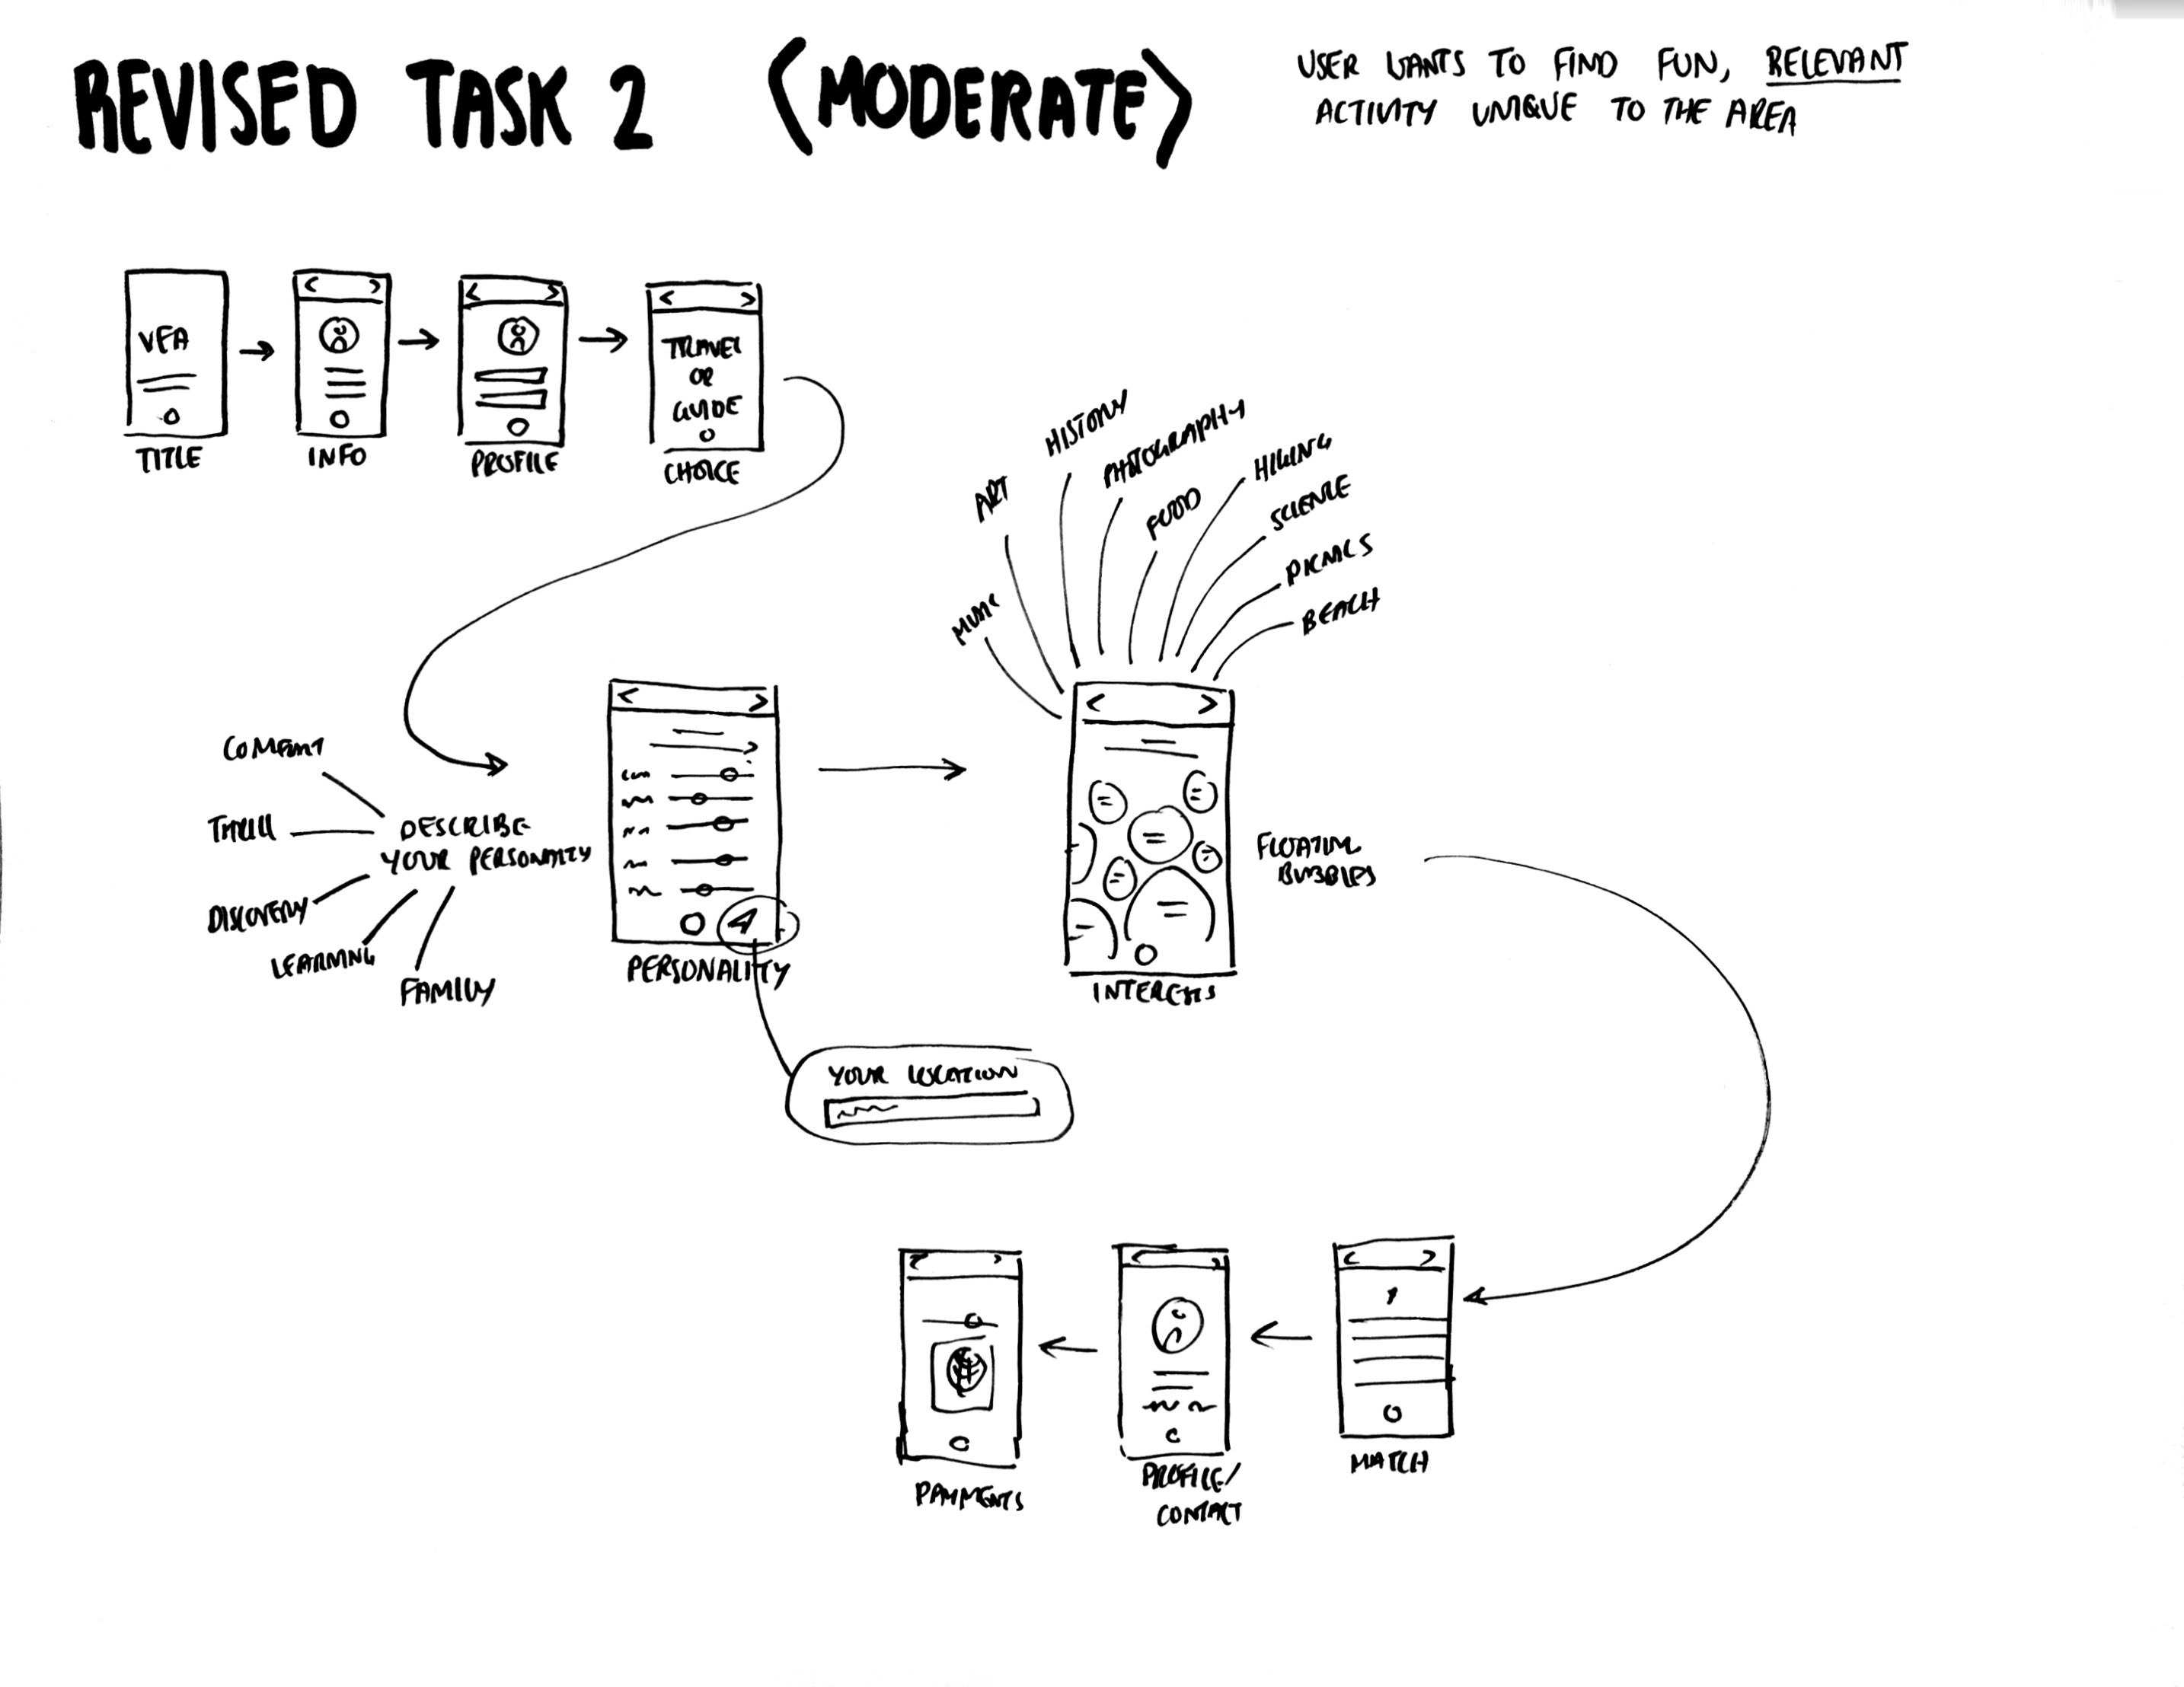 REVISED TASK 2 (MODERATE)
USER WANTS TO FIND FUN, RELEVANT
ACTIVITY UNIQUE TO THE AREA
VEA
TITLE
INFO
PROFILE
TRAVEL
OR
GUIDE
CHOICE
COMFORT
THRILL
DISCOVERY
LEARNING
FAMILY
DESCRIBE
YOUR PERSONALITY
PERSONALITY
YOUR LOCATION
ART
HISTORY
PHOTOGRAPHY
FOOD
HIKING
SCIENCE
PICNICS
BEACH
INTERESTS
FLOATING
BUBBLES
MATCH
PROFILE/
CONTACT
PAYMENTS